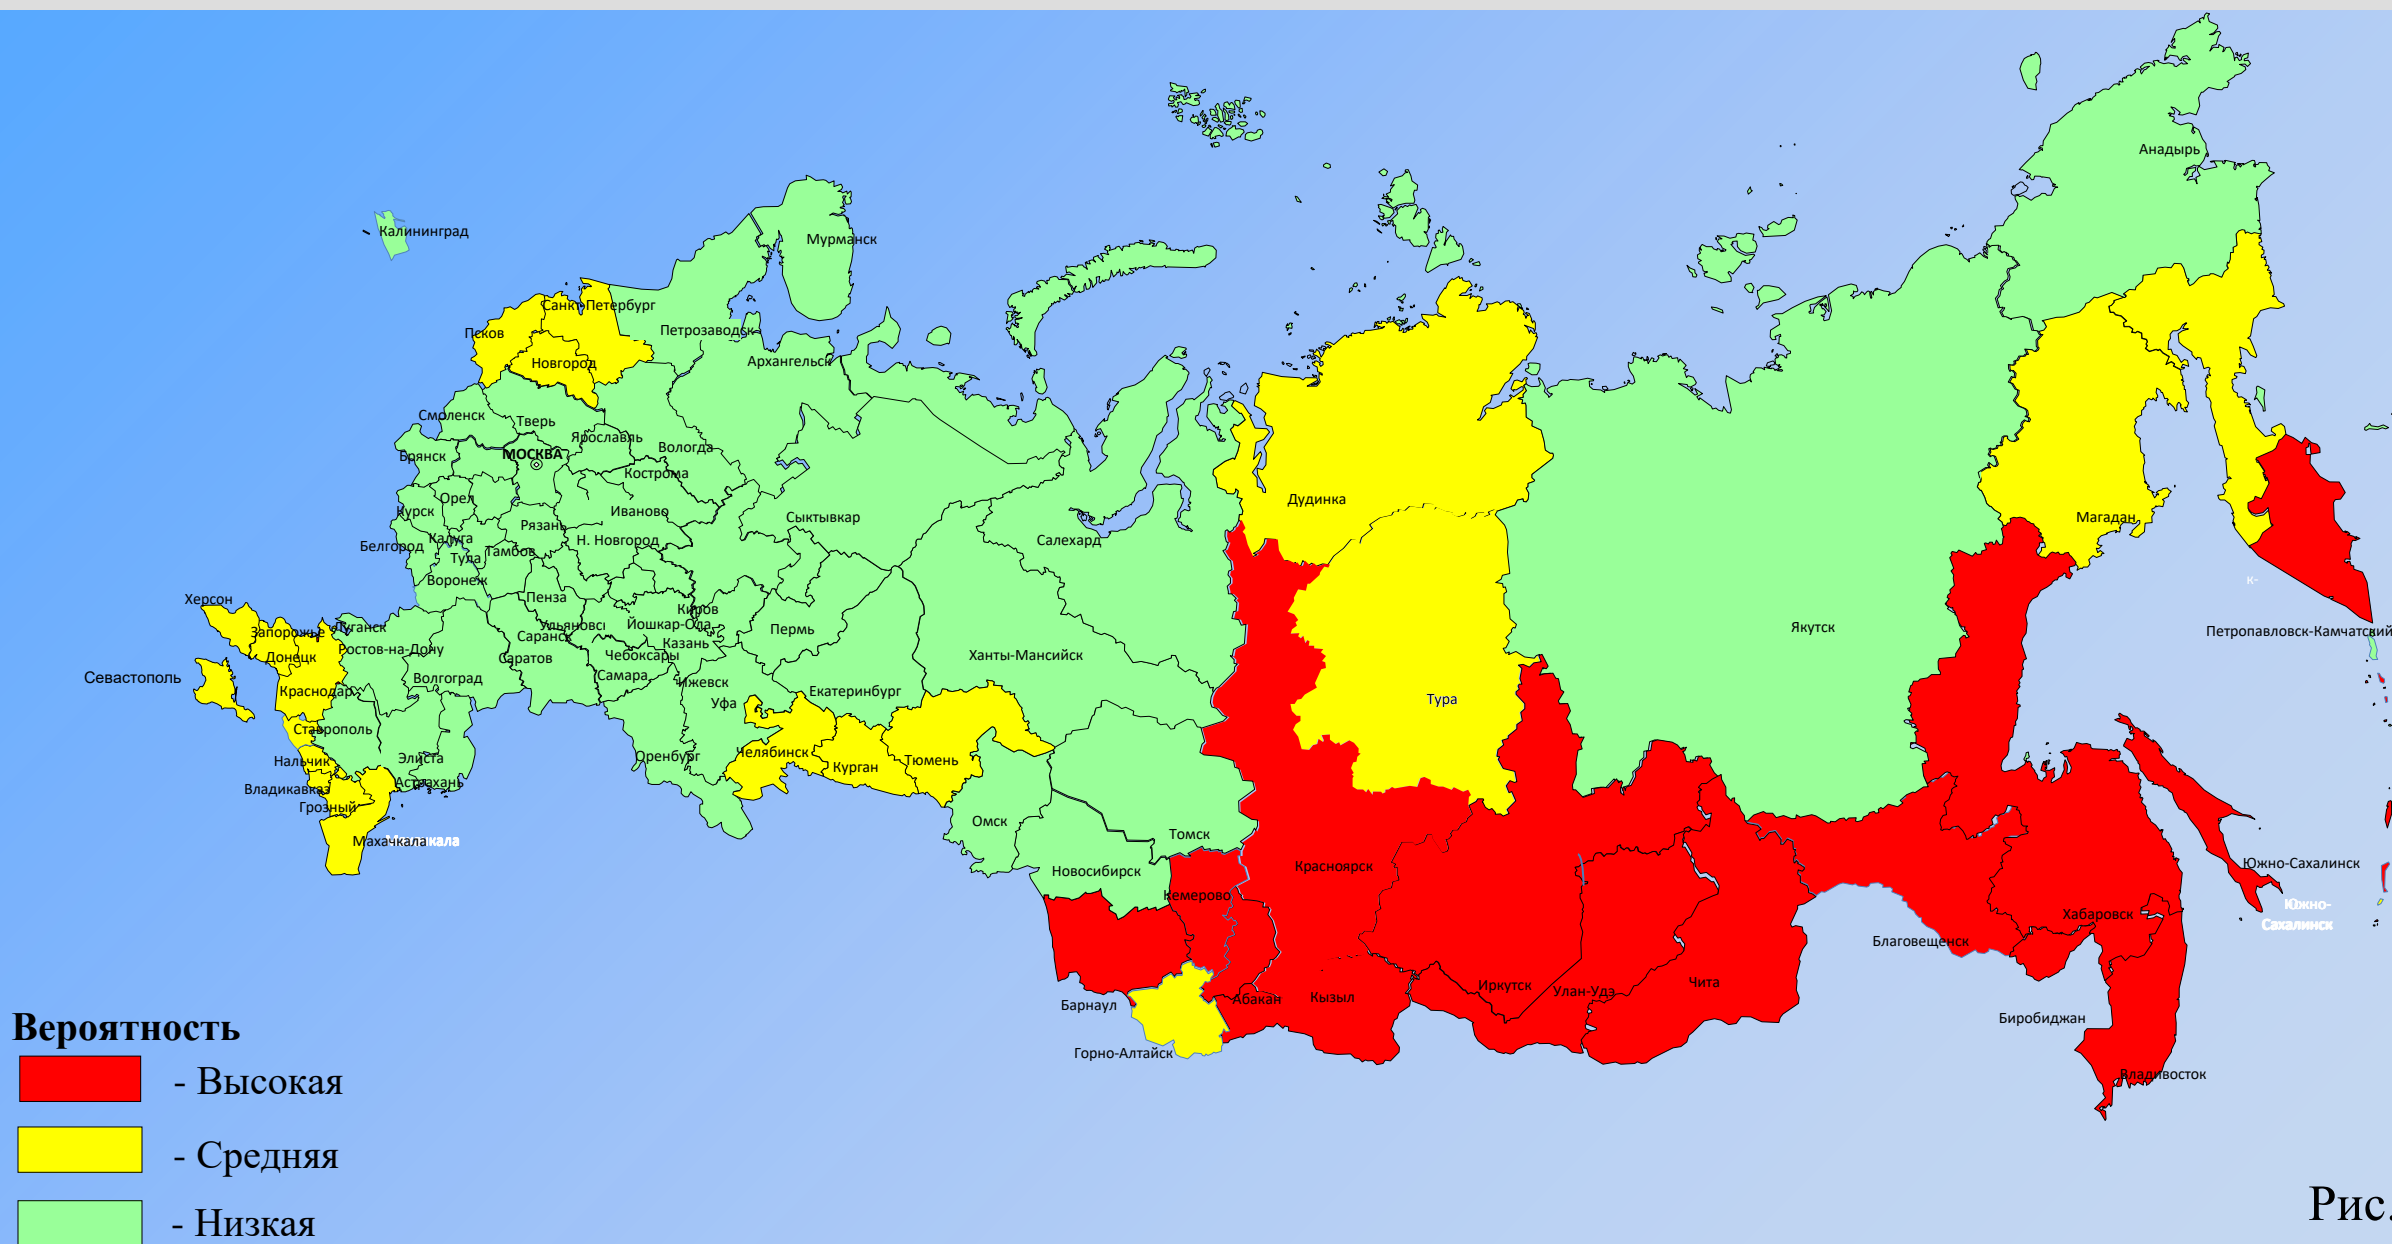 Анадырь
Калининград
Мурманск
Санкт-Петербург
Псков
Петрозаводск
Новгород
Архангельск
Смоленск
Тверь
Ярославль
Вологда
Брянск
МОСКВА
Кострома
Дудинка
Орел
Курск
Иваново
Сыктывкар
Магадан
Рязань
Белгород
Калуга
Н. Новгород
Салехард
Тула
Тамбов
Воронеж
к-
Херсон
Пенза
Киров
Запорожье
Луганск
Ульяновск
Йошкар-Ола
Пермь
Якутск
Петропавловск-Камчатский
Саранск
Казань
Донецк
Ростов-на-Дону
Саратов
Чебоксары
Ханты-Мансийск
Севастополь
Волгоград
Самара
Ижевск
Краснодар
Екатеринбург
Тура
Уфа
Ставрополь
Нальчик
Элиста
Оренбург
Челябинск
Курган
Тюмень
Владикавказ
Астрахань
Грозный
Махачкала
Омск
Томск
Новосибирск
Красноярск
Южно-Сахалинск
Кемерово
Южно-
Сахалинск
Хабаровск
Благовещенск
Барнаул
Абакан
Кызыл
Иркутск
Улан-Удэ
Чита
Биробиджан
Горно-Алтайск
Владивосток
Вероятность
- Высокая
- Средняя
- Низкая
Рис.